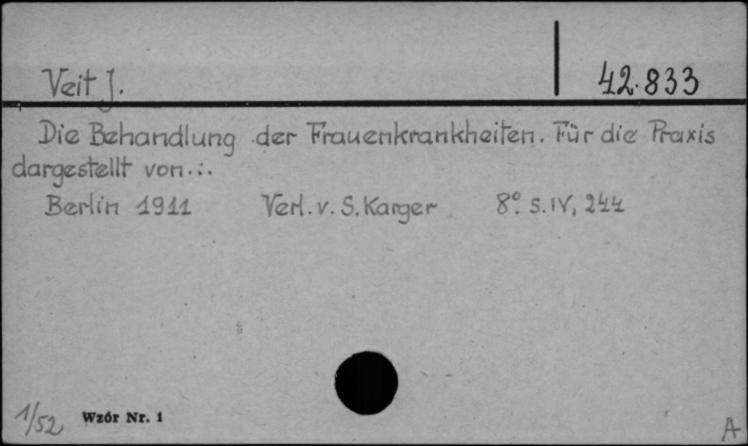 Veit J.
42.833
Die Behandlung der Frauenkrankheiten. Für die Praxis
dargestellt von...
Berlin 1911 Verl. v. S. Karger 8° S. IV, 244
1/52 Wzór Nr. 1
A